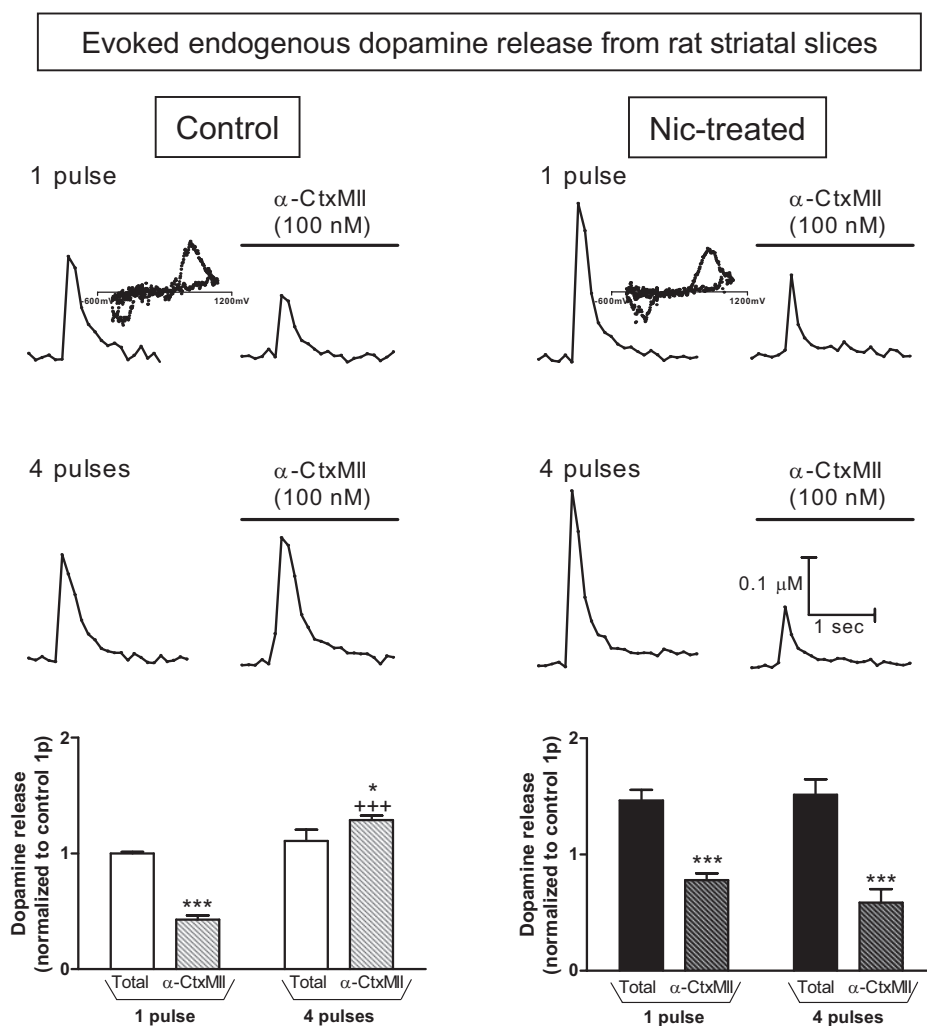 Evoked endogenous dopamine release from rat striatal slices
Control
Nic-treated
1 pulse
α-CtxMII
(100 nM)
-600mV
1200mV
1 pulse
α-CtxMII
(100 nM)
-600mV
1200mV
4 pulses
α-CtxMII
(100 nM)
4 pulses
α-CtxMII
(100 nM)
0.1 μM
1 sec
Dopamine release
(normalized to control 1p)
2
1
0
***
*
+++
Total α-CtxMII Total α-CtxMII
1 pulse 4 pulses
Dopamine release
(normalized to control 1p)
2
1
0
***
***
Total α-CtxMII Total α-CtxMII
1 pulse 4 pulses